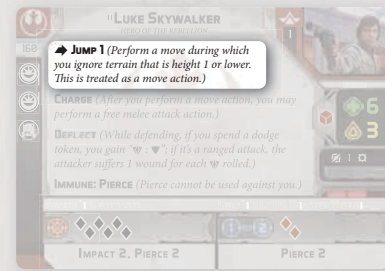 LUKE SKYWALKER
HERO OF THE REBELLION
160
1
JUMP 1 (Perform a move during which
you ignore terrain that is height 1 or lower.
This is treated as a move action.)
CHARGE (After you perform a move action, you may
perform a free melee attack action.)
DEFLECT (While defending, if you spend a dodge
token, you gain " : "; if it's a ranged attack, the
attacker suffers 1 wound for each rolled.)
IMMUNE: PIERCE (Pierce cannot be used against you.)
6
3
1
IMPACT 2, PIERCE 2
1 2
PIERCE 2